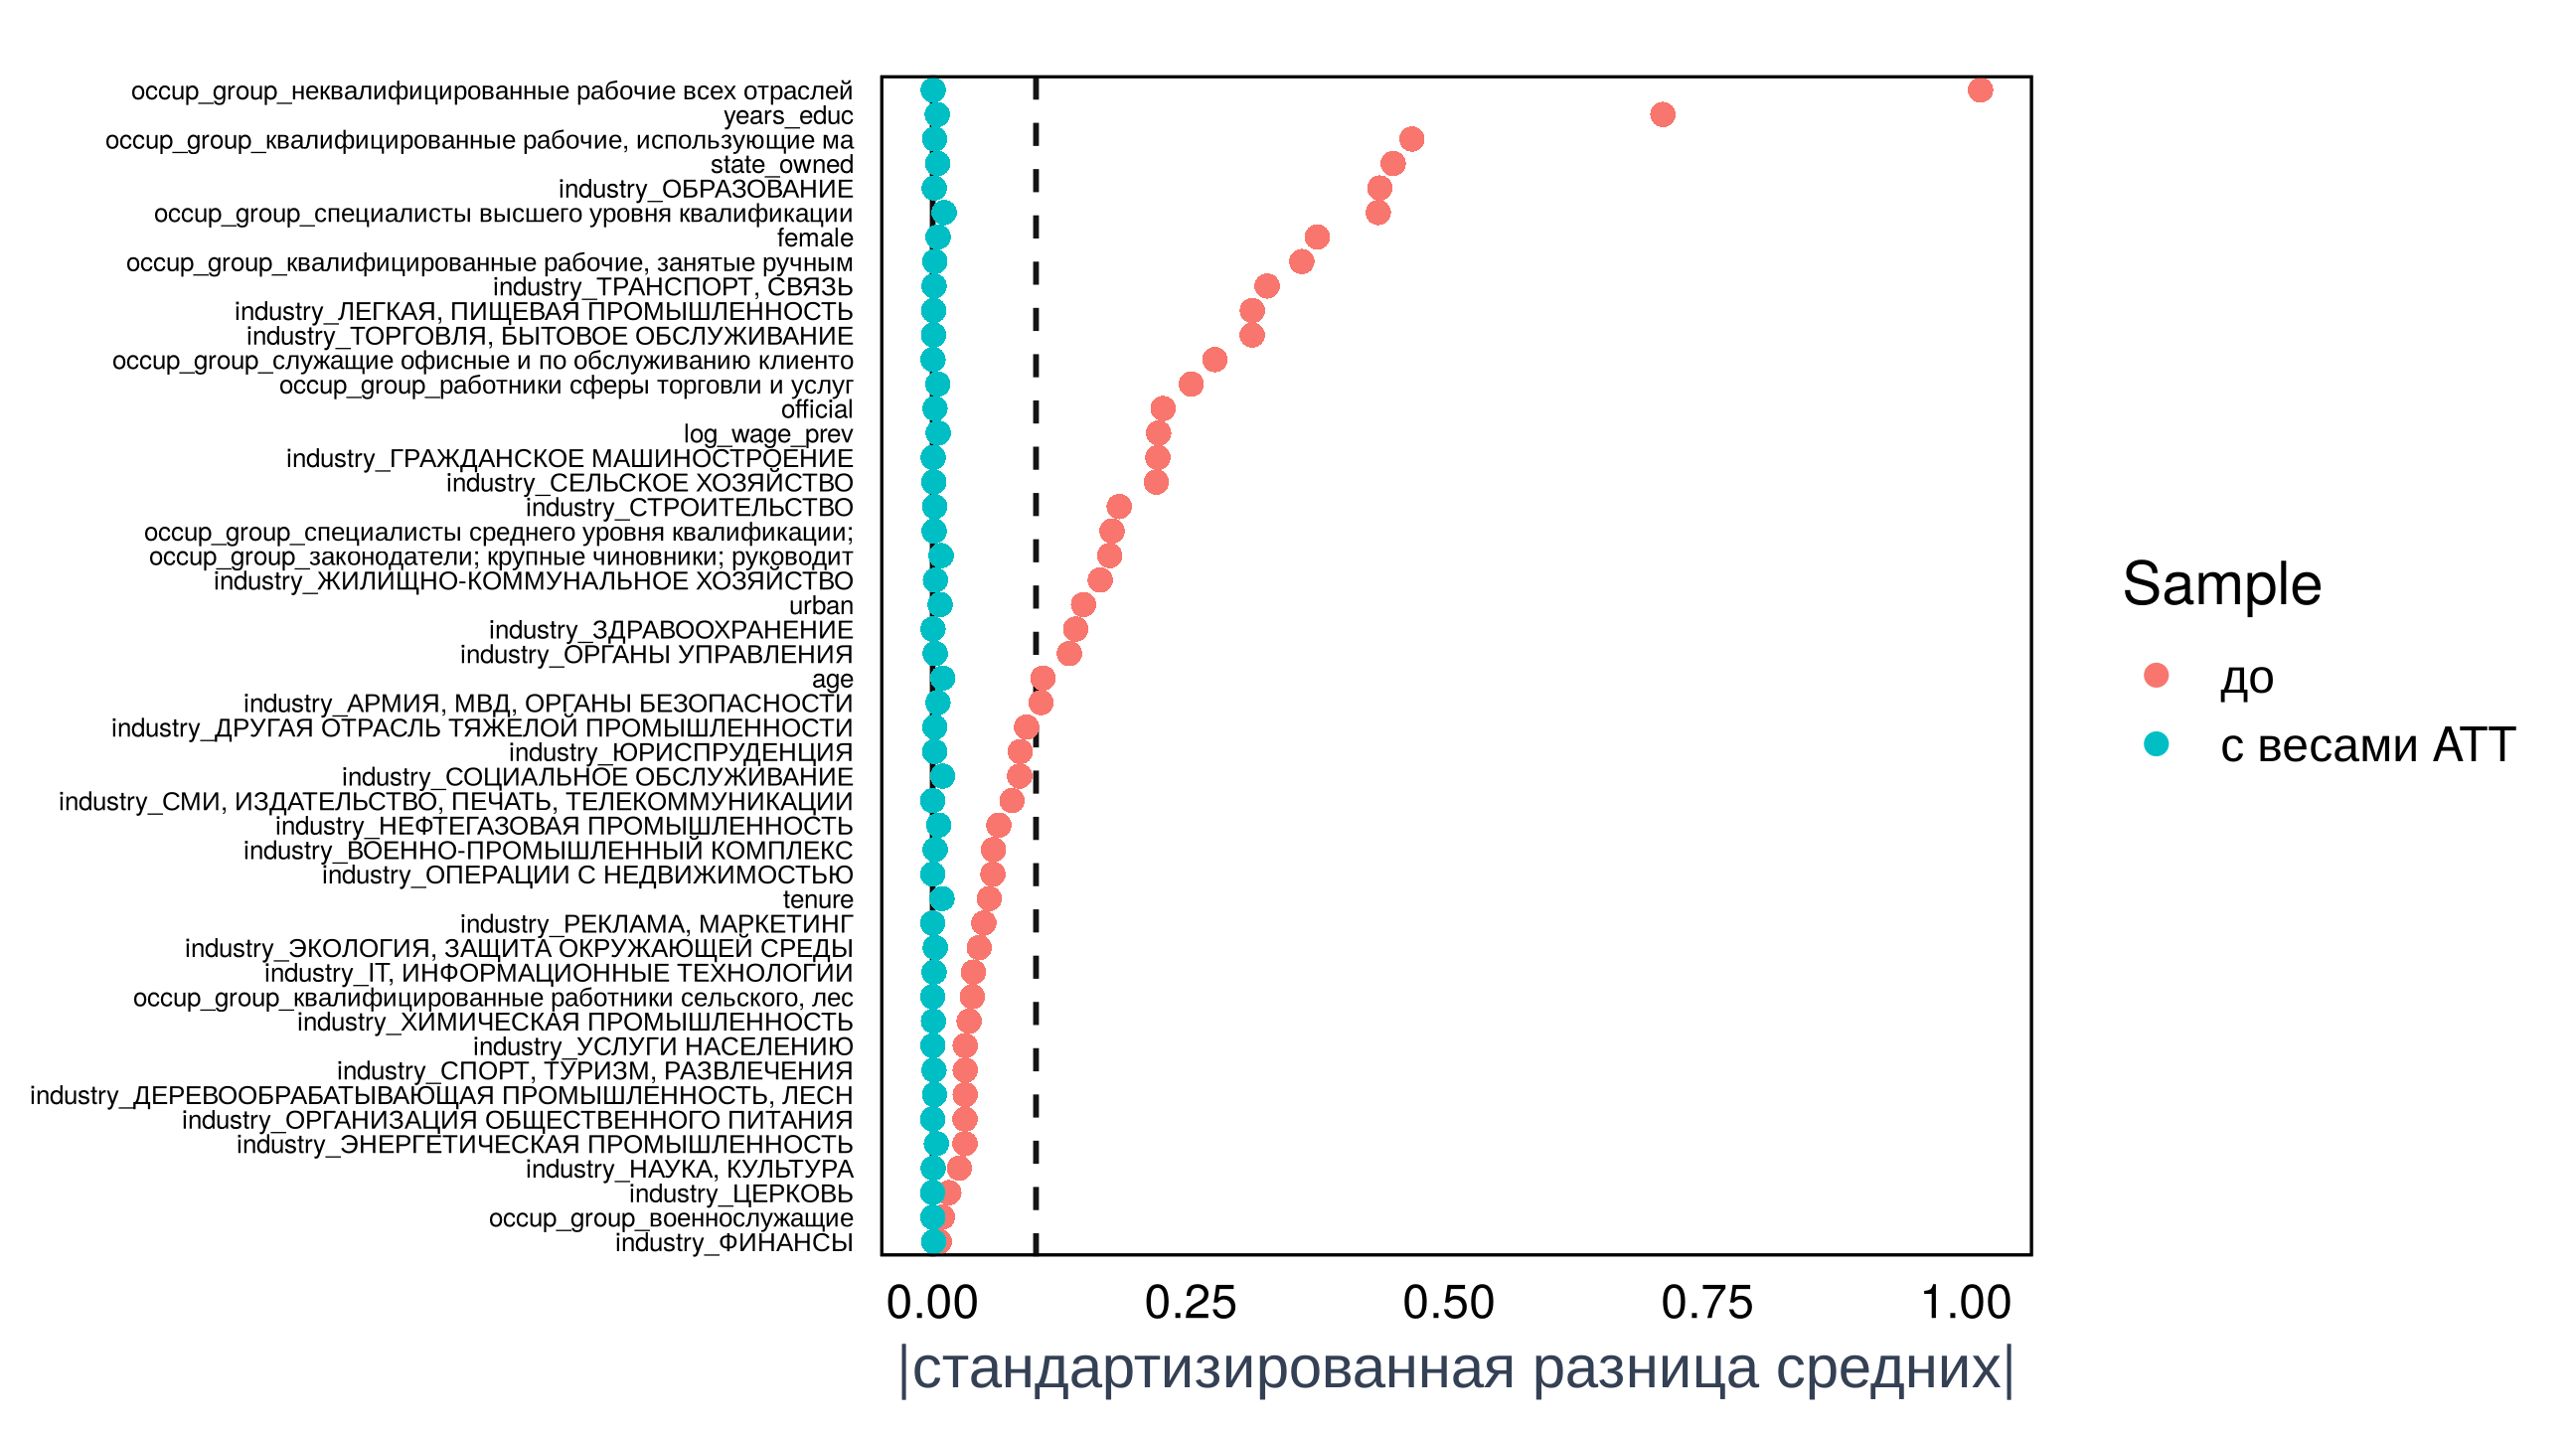 occup_group_неквалифицированные рабочие всех отраслей
years_educ
occup_group_квалифицированные рабочие, использующие ма
state_owned
industry_ОБРАЗОВАНИЕ
occup_group_специалисты высшего уровня квалификации
female
occup_group_квалифицированные рабочие, занятые ручным
industry_ТРАНСПОРТ, СВЯЗЬ
industry_ЛЕГКАЯ, ПИЩЕВАЯ ПРОМЫШЛЕННОСТЬ
industry_ТОРГОВЛЯ, БЫТОВОЕ ОБСЛУЖИВАНИЕ
occup_group_служащие офисные и по обслуживанию клиенто
occup_group_работники сферы торговли и услуг
official
log_wage_prev
industry_ГРАЖДАНСКОЕ МАШИНОСТРОЕНИЕ
industry_СЕЛЬСКОЕ ХОЗЯЙСТВО
industry_СТРОИТЕЛЬСТВО
occup_group_специалисты среднего уровня квалификации;
occup_group_законодатели; крупные чиновники; руководит
industry_ЖИЛИЩНО-КОММУНАЛЬНОЕ ХОЗЯЙСТВО
urban
industry_ЗДРАВООХРАНЕНИЕ
industry_ОРГАНЫ УПРАВЛЕНИЯ
age
industry_АРМИЯ, МВД, ОРГАНЫ БЕЗОПАСНОСТИ
industry_ДРУГАЯ ОТРАСЛЬ ТЯЖЕЛОЙ ПРОМЫШЛЕННОСТИ
industry_ЮРИСПРУДЕНЦИЯ
industry_СОЦИАЛЬНОЕ ОБСЛУЖИВАНИЕ
industry_СМИ, ИЗДАТЕЛЬСТВО, ПЕЧАТЬ, ТЕЛЕКОММУНИКАЦИИ
industry_НЕФТЕГАЗОВАЯ ПРОМЫШЛЕННОСТЬ
industry_ВОЕННО-ПРОМЫШЛЕННЫЙ КОМПЛЕКС
industry_ОПЕРАЦИИ С НЕДВИЖИМОСТЬЮ
tenure
industry_РЕКЛАМА, МАРКЕТИНГ
industry_ЭКОЛОГИЯ, ЗАЩИТА ОКРУЖАЮЩЕЙ СРЕДЫ
industry_IT, ИНФОРМАЦИОННЫЕ ТЕХНОЛОГИИ
occup_group_квалифицированные работники сельского, лес
industry_ХИМИЧЕСКАЯ ПРОМЫШЛЕННОСТЬ
industry_УСЛУГИ НАСЕЛЕНИЮ
industry_СПОРТ, ТУРИЗМ, РАЗВЛЕЧЕНИЯ
industry_ДЕРЕВООБРАБАТЫВАЮЩАЯ ПРОМЫШЛЕННОСТЬ, ЛЕСН
industry_ОРГАНИЗАЦИЯ ОБЩЕСТВЕННОГО ПИТАНИЯ
industry_ЭНЕРГЕТИЧЕСКАЯ ПРОМЫШЛЕННОСТЬ
industry_НАУКА, КУЛЬТУРА
industry_ЦЕРКОВЬ
occup_group_военнослужащие
industry_ФИНАНСЫ
0.00 0.25 0.50 0.75 1.00
|стандартизированная разница средних|
Sample
до
с весами АТТ